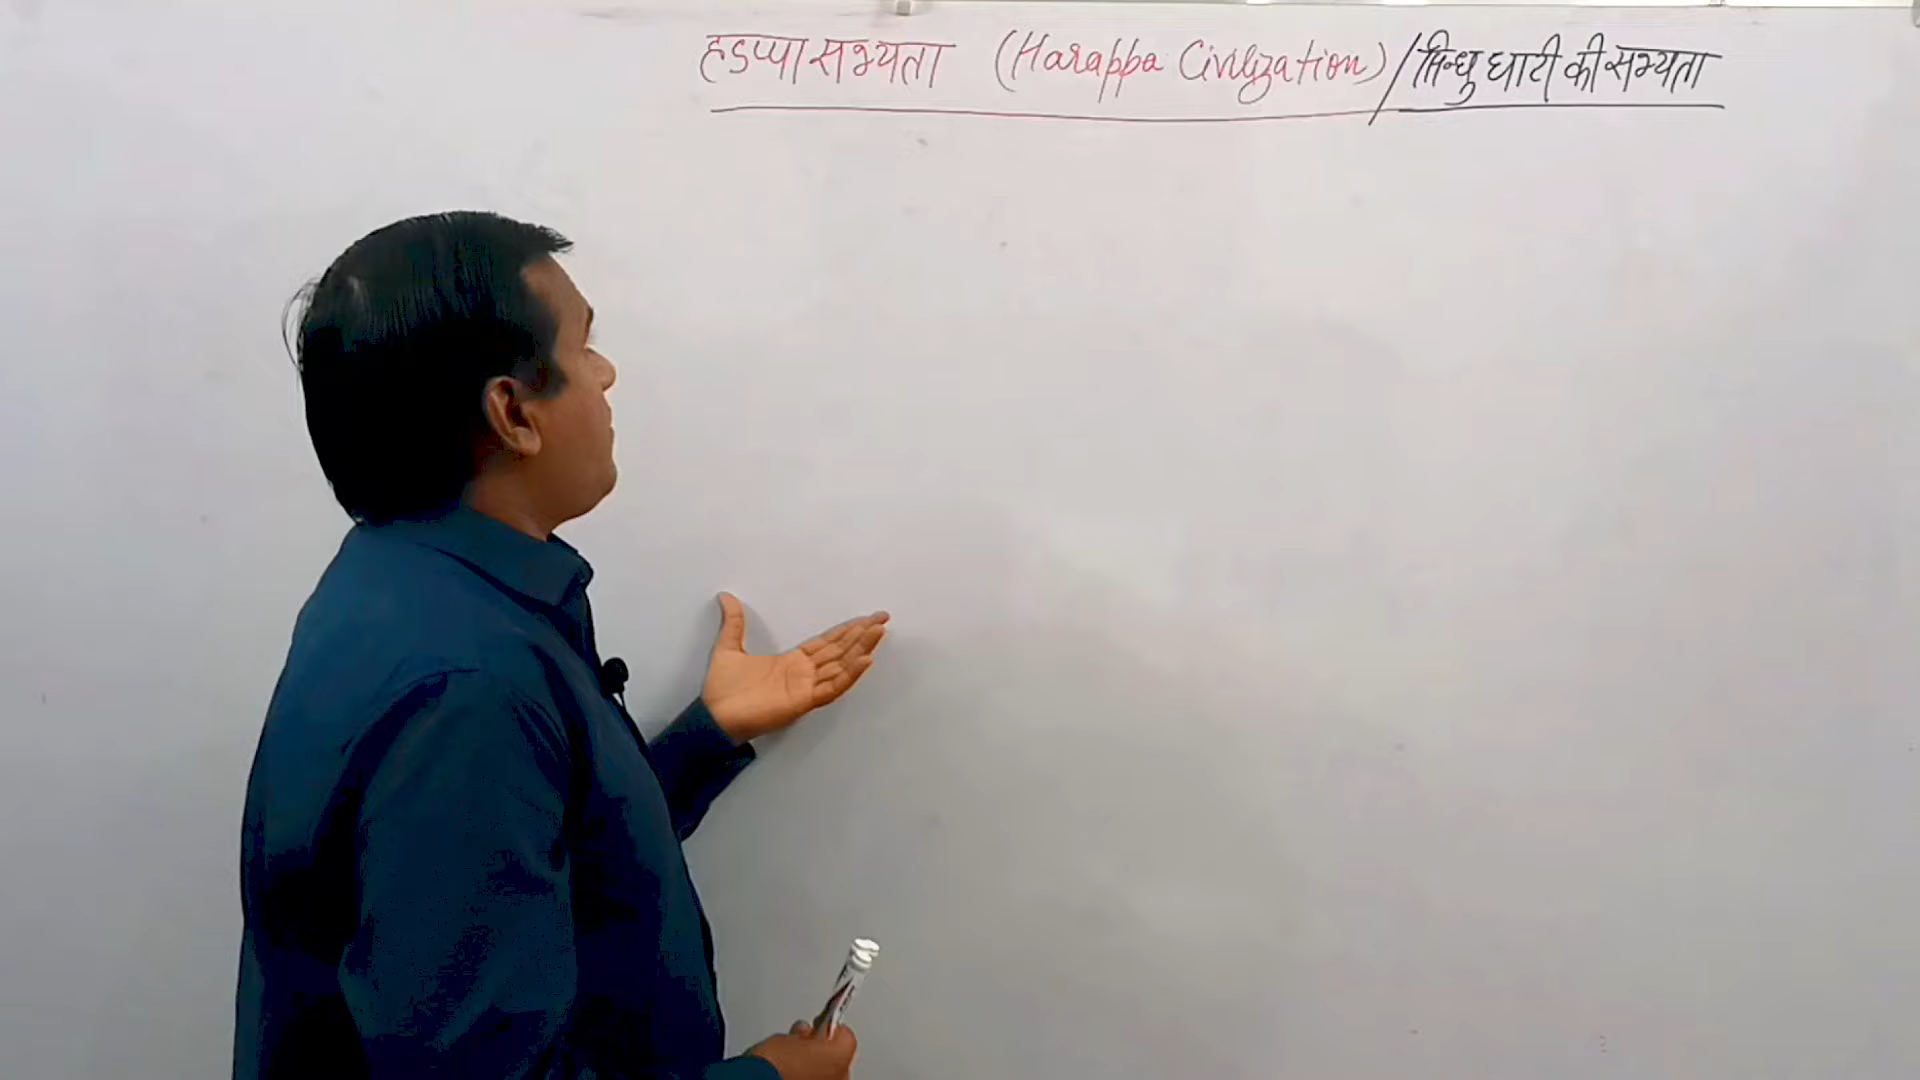 हडप्पा सभ्यता (Harappa Civilization) / सिन्धु घाटी की सभ्यता